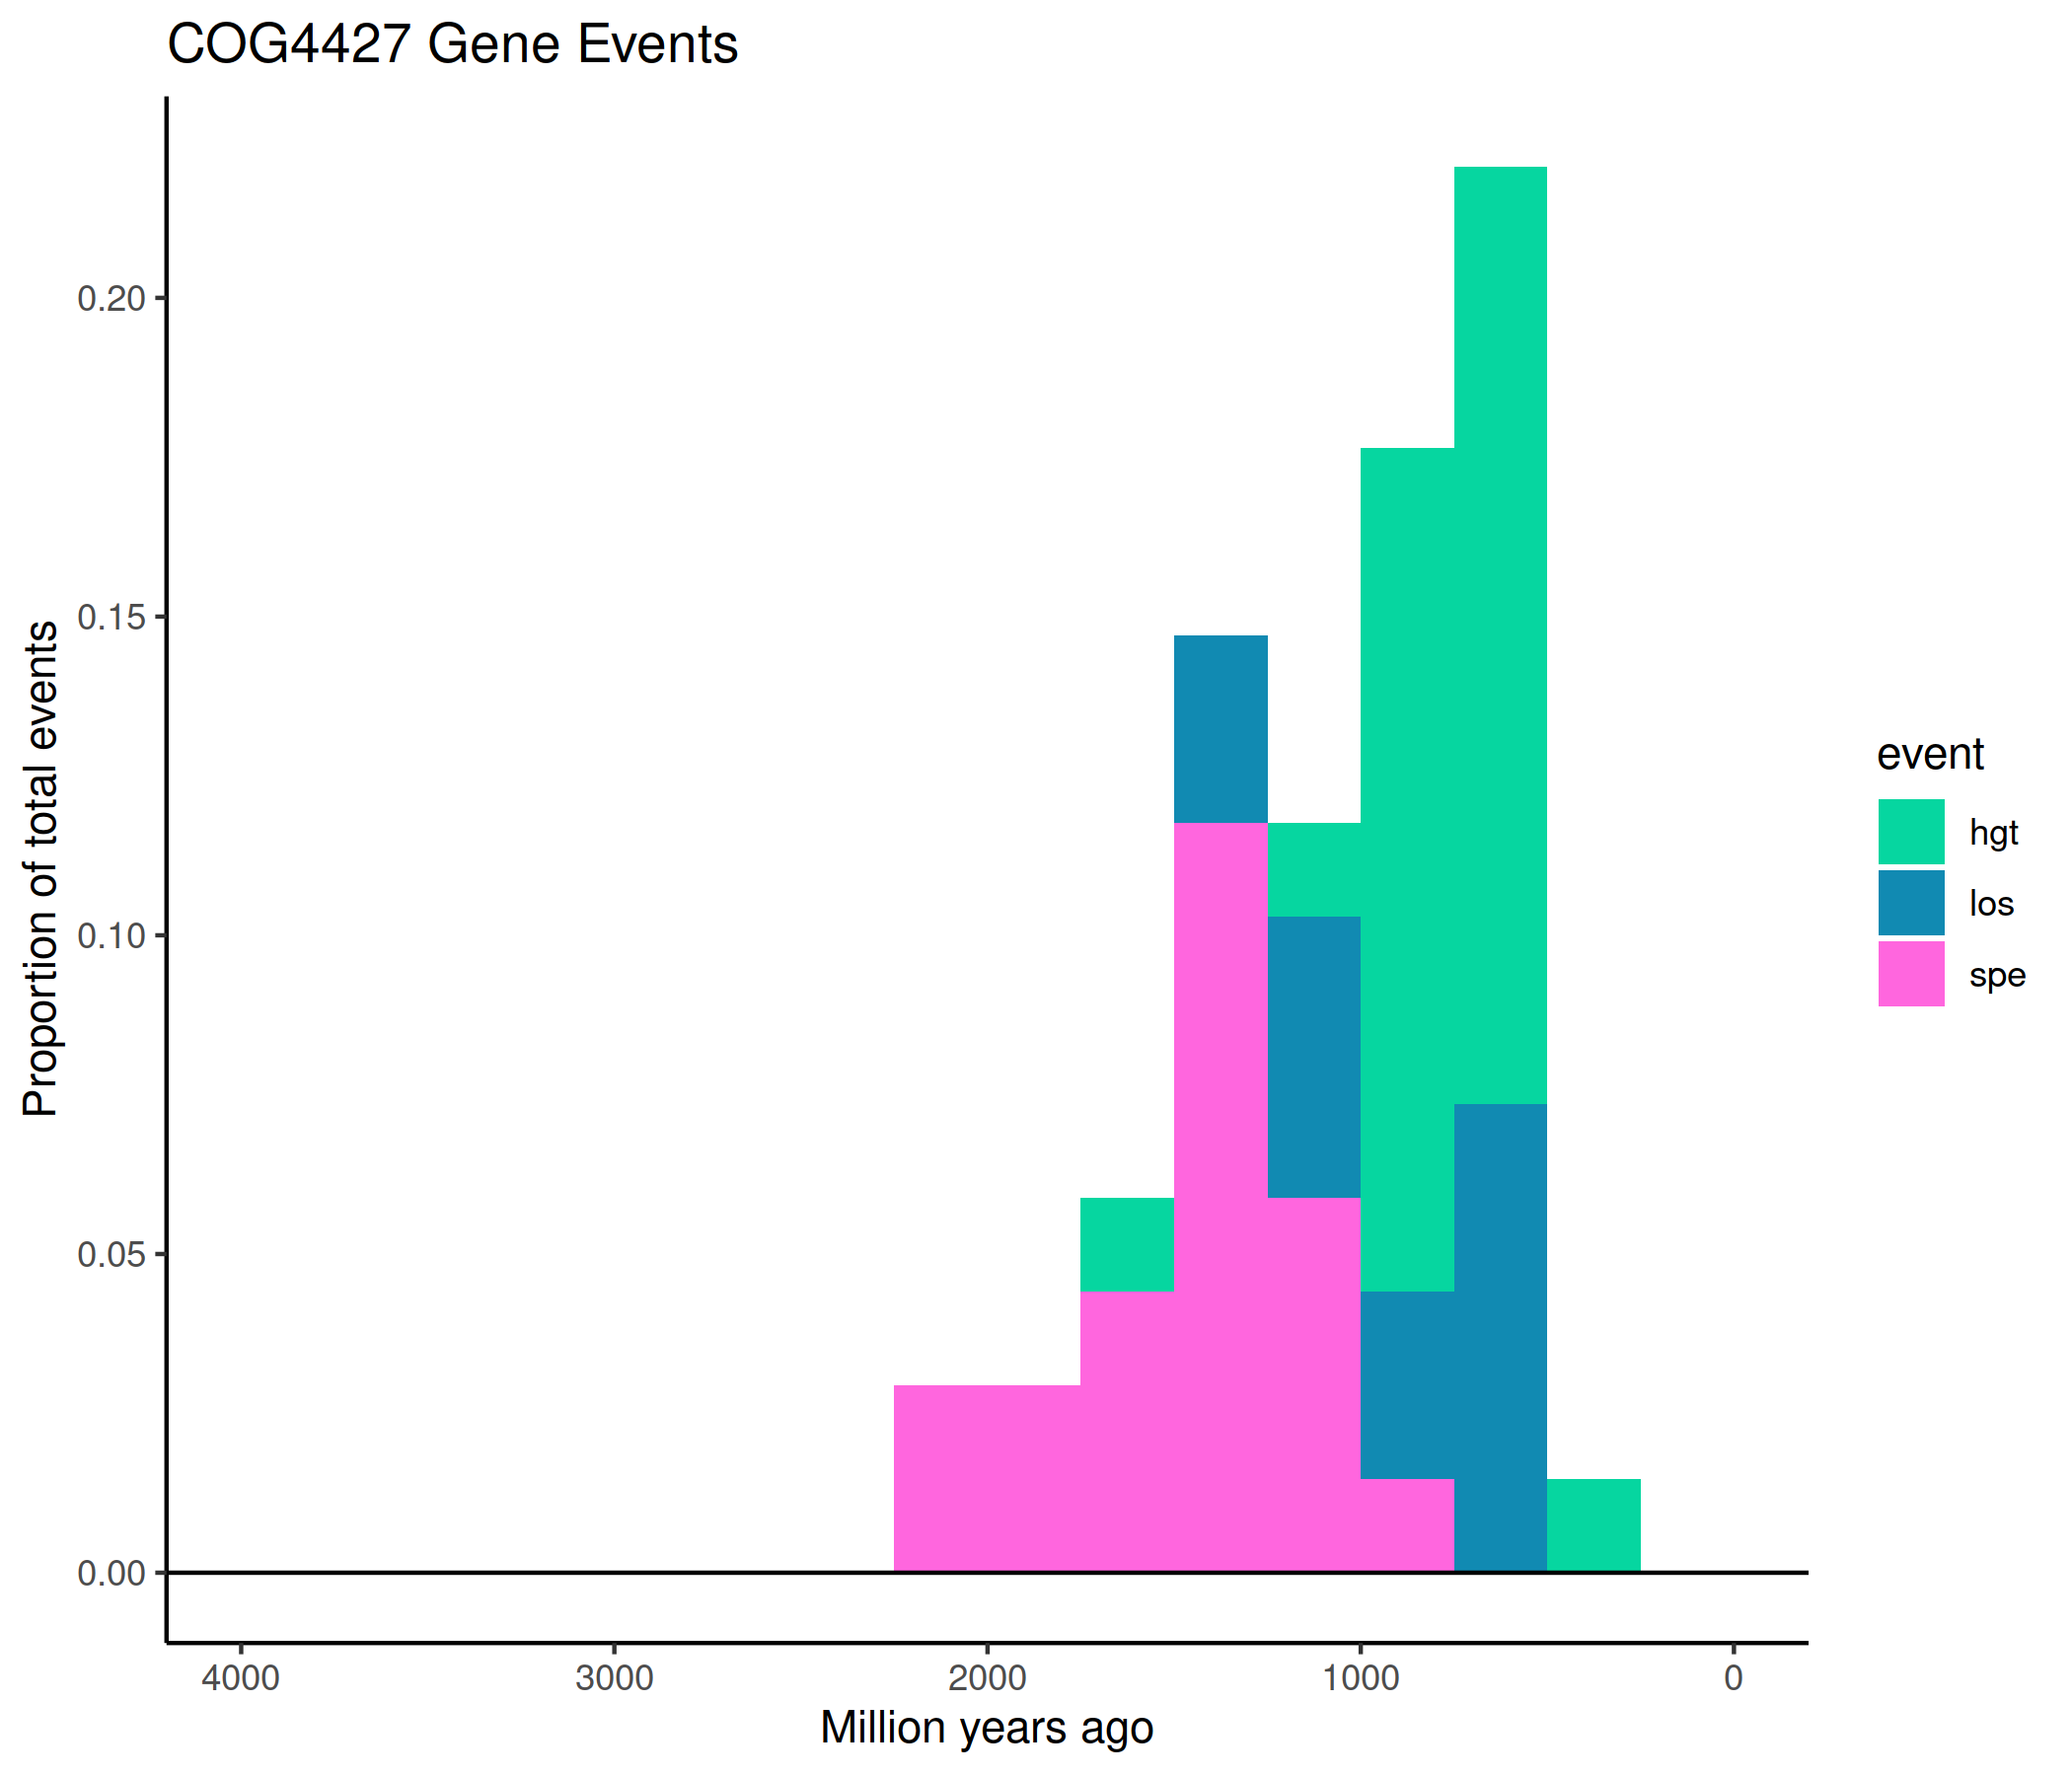 COG4427 Gene Events
Proportion of total events
0.20
0.15
0.10
0.05
0.00
4000 3000 2000 1000 0
Million years ago
event
hgt
los
spe